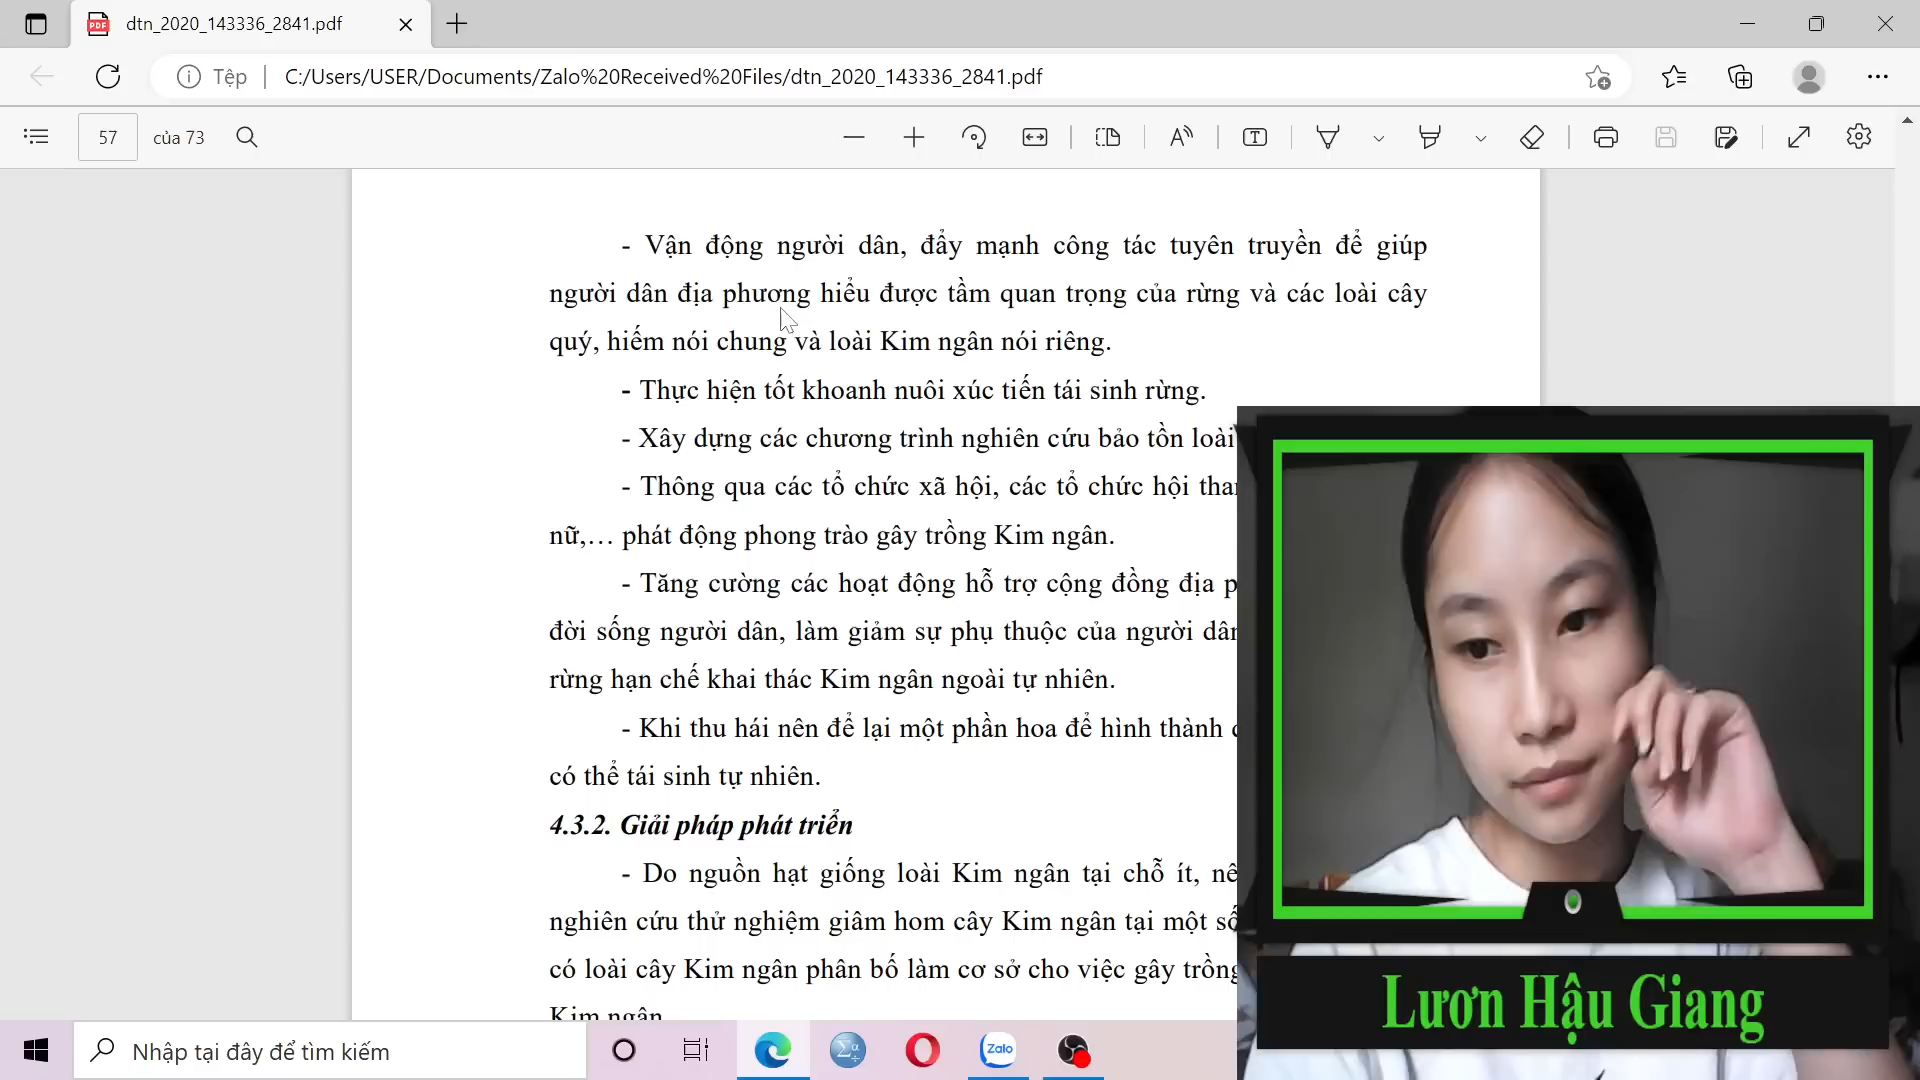 dtn_2020_143336_2841.pdf
Tệp
C:/Users/USER/Documents/Zalo%20Received%20Files/dtn_2020_143336_2841.pdf
57 của 73
- Vận động người dân, đẩy mạnh công tác tuyên truyền để giúp
người dân địa phương hiểu được tầm quan trọng của rừng và các loài cây
quý, hiếm nói chung và loài Kim ngân nói riêng.
- Thực hiện tốt khoanh nuôi xúc tiến tái sinh rừng.
- Xây dựng các chương trình nghiên cứu bảo tồn loài
- Thông qua các tổ chức xã hội, các tổ chức hội
nữ,… phát động phong trào gây trồng Kim ngân.
- Tăng cường các hoạt động hỗ trợ cộng đồng địa
đời sống người dân, làm giảm sự phụ thuộc của người dân
rừng hạn chế khai thác Kim ngân ngoài tự nhiên.
- Khi thu hái nên để lại một phần hoa để hình thành
có thể tái sinh tự nhiên.
4.3.2. Giải pháp phát triển
- Do nguồn hạt giống loài Kim ngân tại chỗ ít,
nghiên cứu thử nghiệm giâm hom cây Kim ngân tại một số
có loài cây Kim ngân phân bố làm cơ sở cho việc gây trồng
Kim ngân
Lươn Hậu Giang
Nhập tại đây để tìm kiếm
Zalo